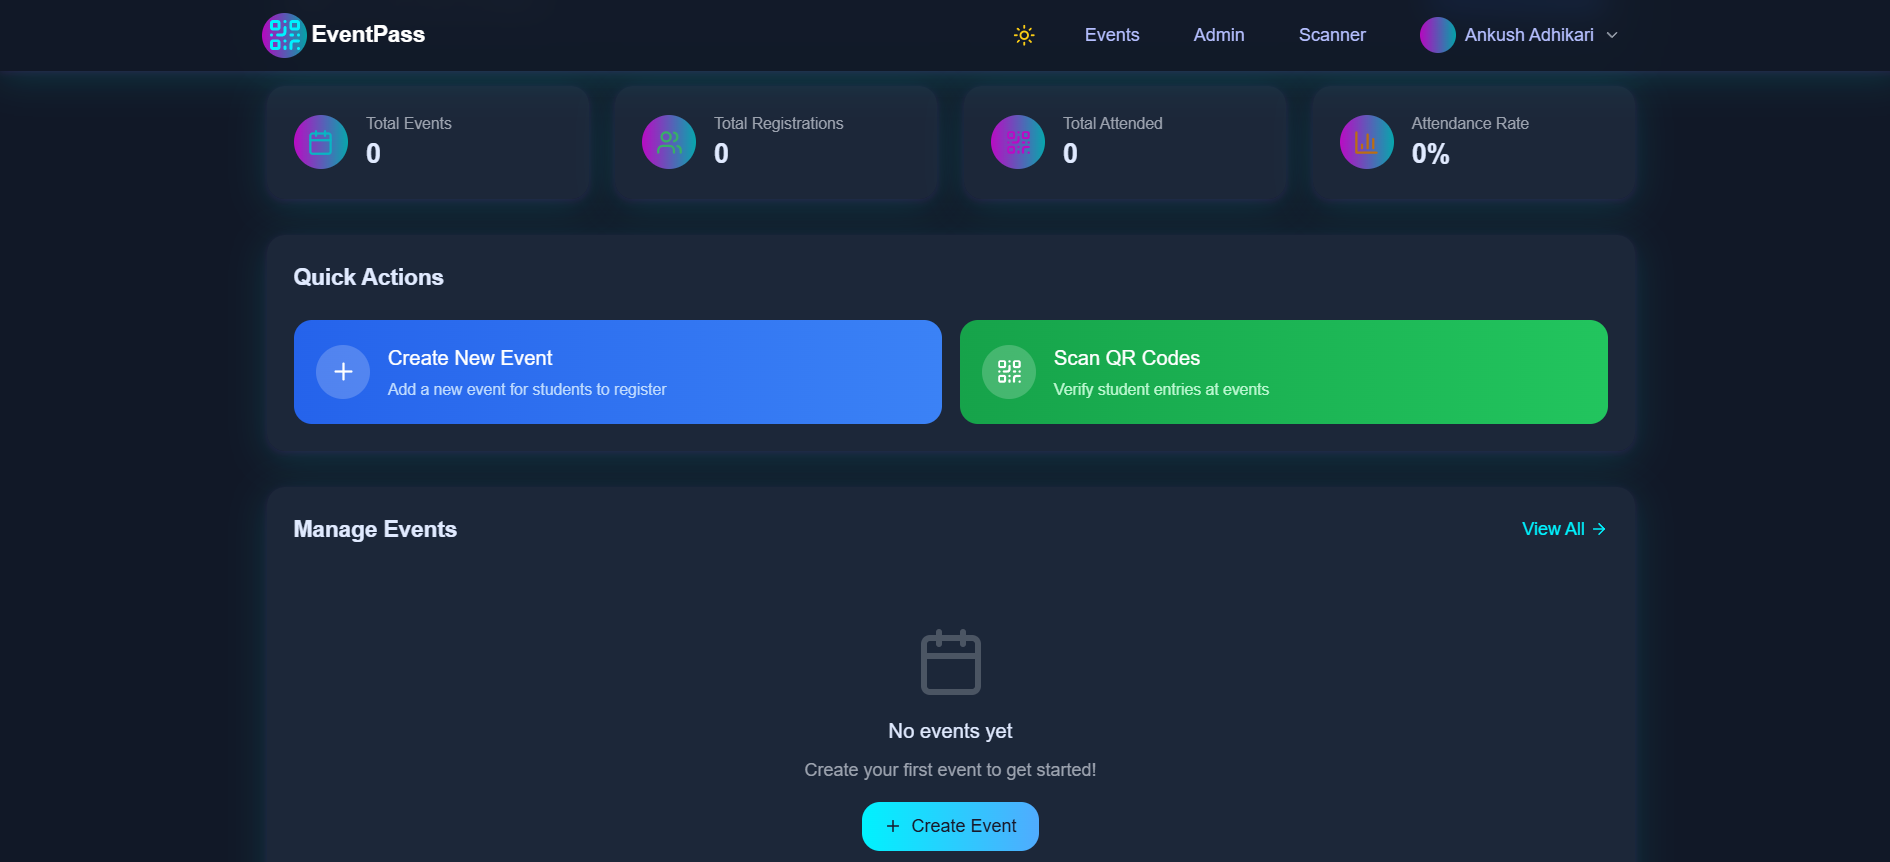 EventPass
Events
Admin
Scanner
Ankush Adhikari
Total Events
0
Total Registrations
0
Total Attended
0
Attendance Rate
0%
Quick Actions
Create New Event
Add a new event for students to register
Scan QR Codes
Verify student entries at events
Manage Events
View All
No events yet
Create your first event to get started!
Create Event